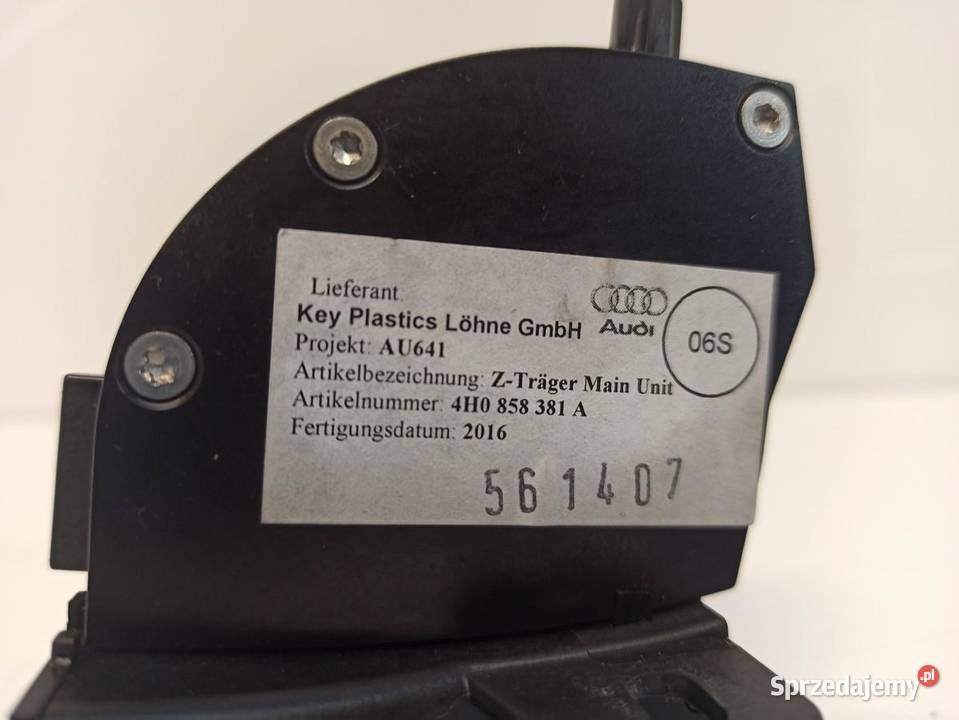 Lieferant:
Key Plastics Löhne GmbH
Audi
06S
Projekt: AU641
Artikelbezeichnung: Z-Träger Main Unit
Artikelnummer: 4H0 858 381 A
Fertigungsdatum: 2016
561407
Sprzedajemy.pl